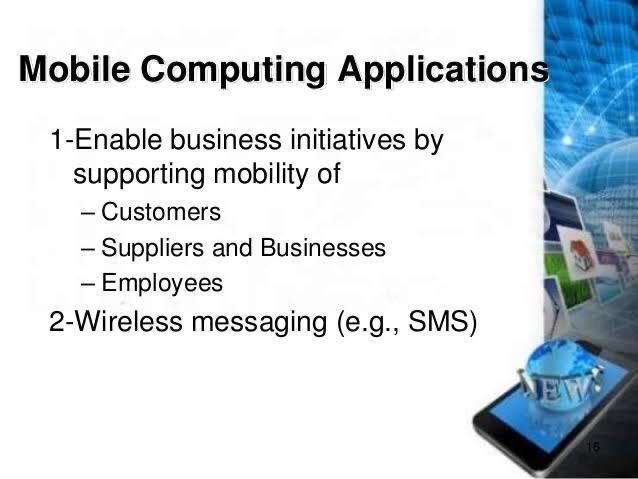 Mobile Computing Applications
1-Enable business initiatives by
supporting mobility of
– Customers
– Suppliers and Businesses
– Employees
2-Wireless messaging (e.g., SMS)
NEW!
16